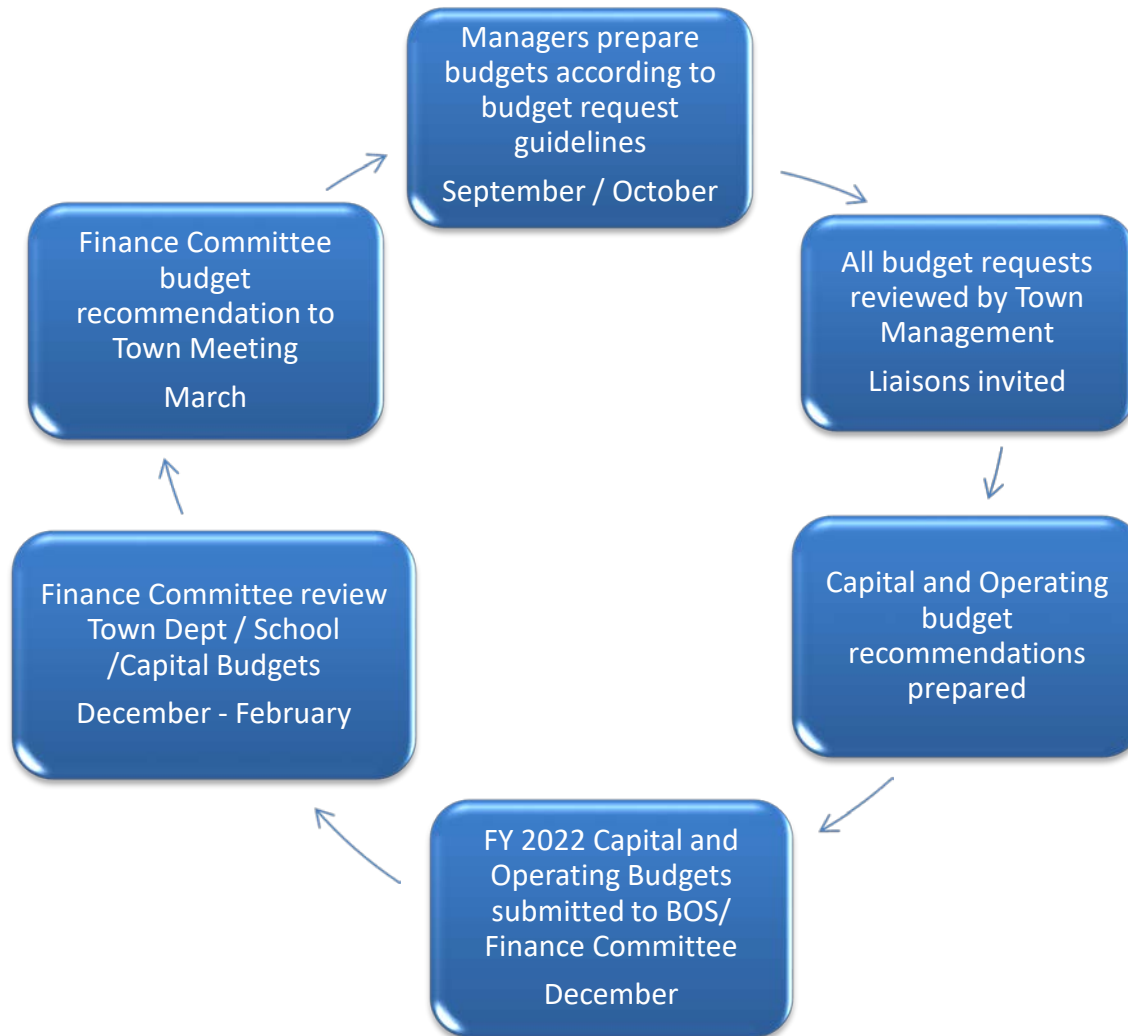 Managers prepare
budgets according to
budget request
guidelines
September / October
All budget requests
reviewed by Town
Management
Liaisons invited
Capital and Operating
budget
recommendations
prepared
FY 2022 Capital and
Operating Budgets
submitted to BOS/
Finance Committee
December
Finance Committee review
Town Dept / School
/Capital Budgets
December - February
Finance Committee
budget
recommendation to
Town Meeting
March